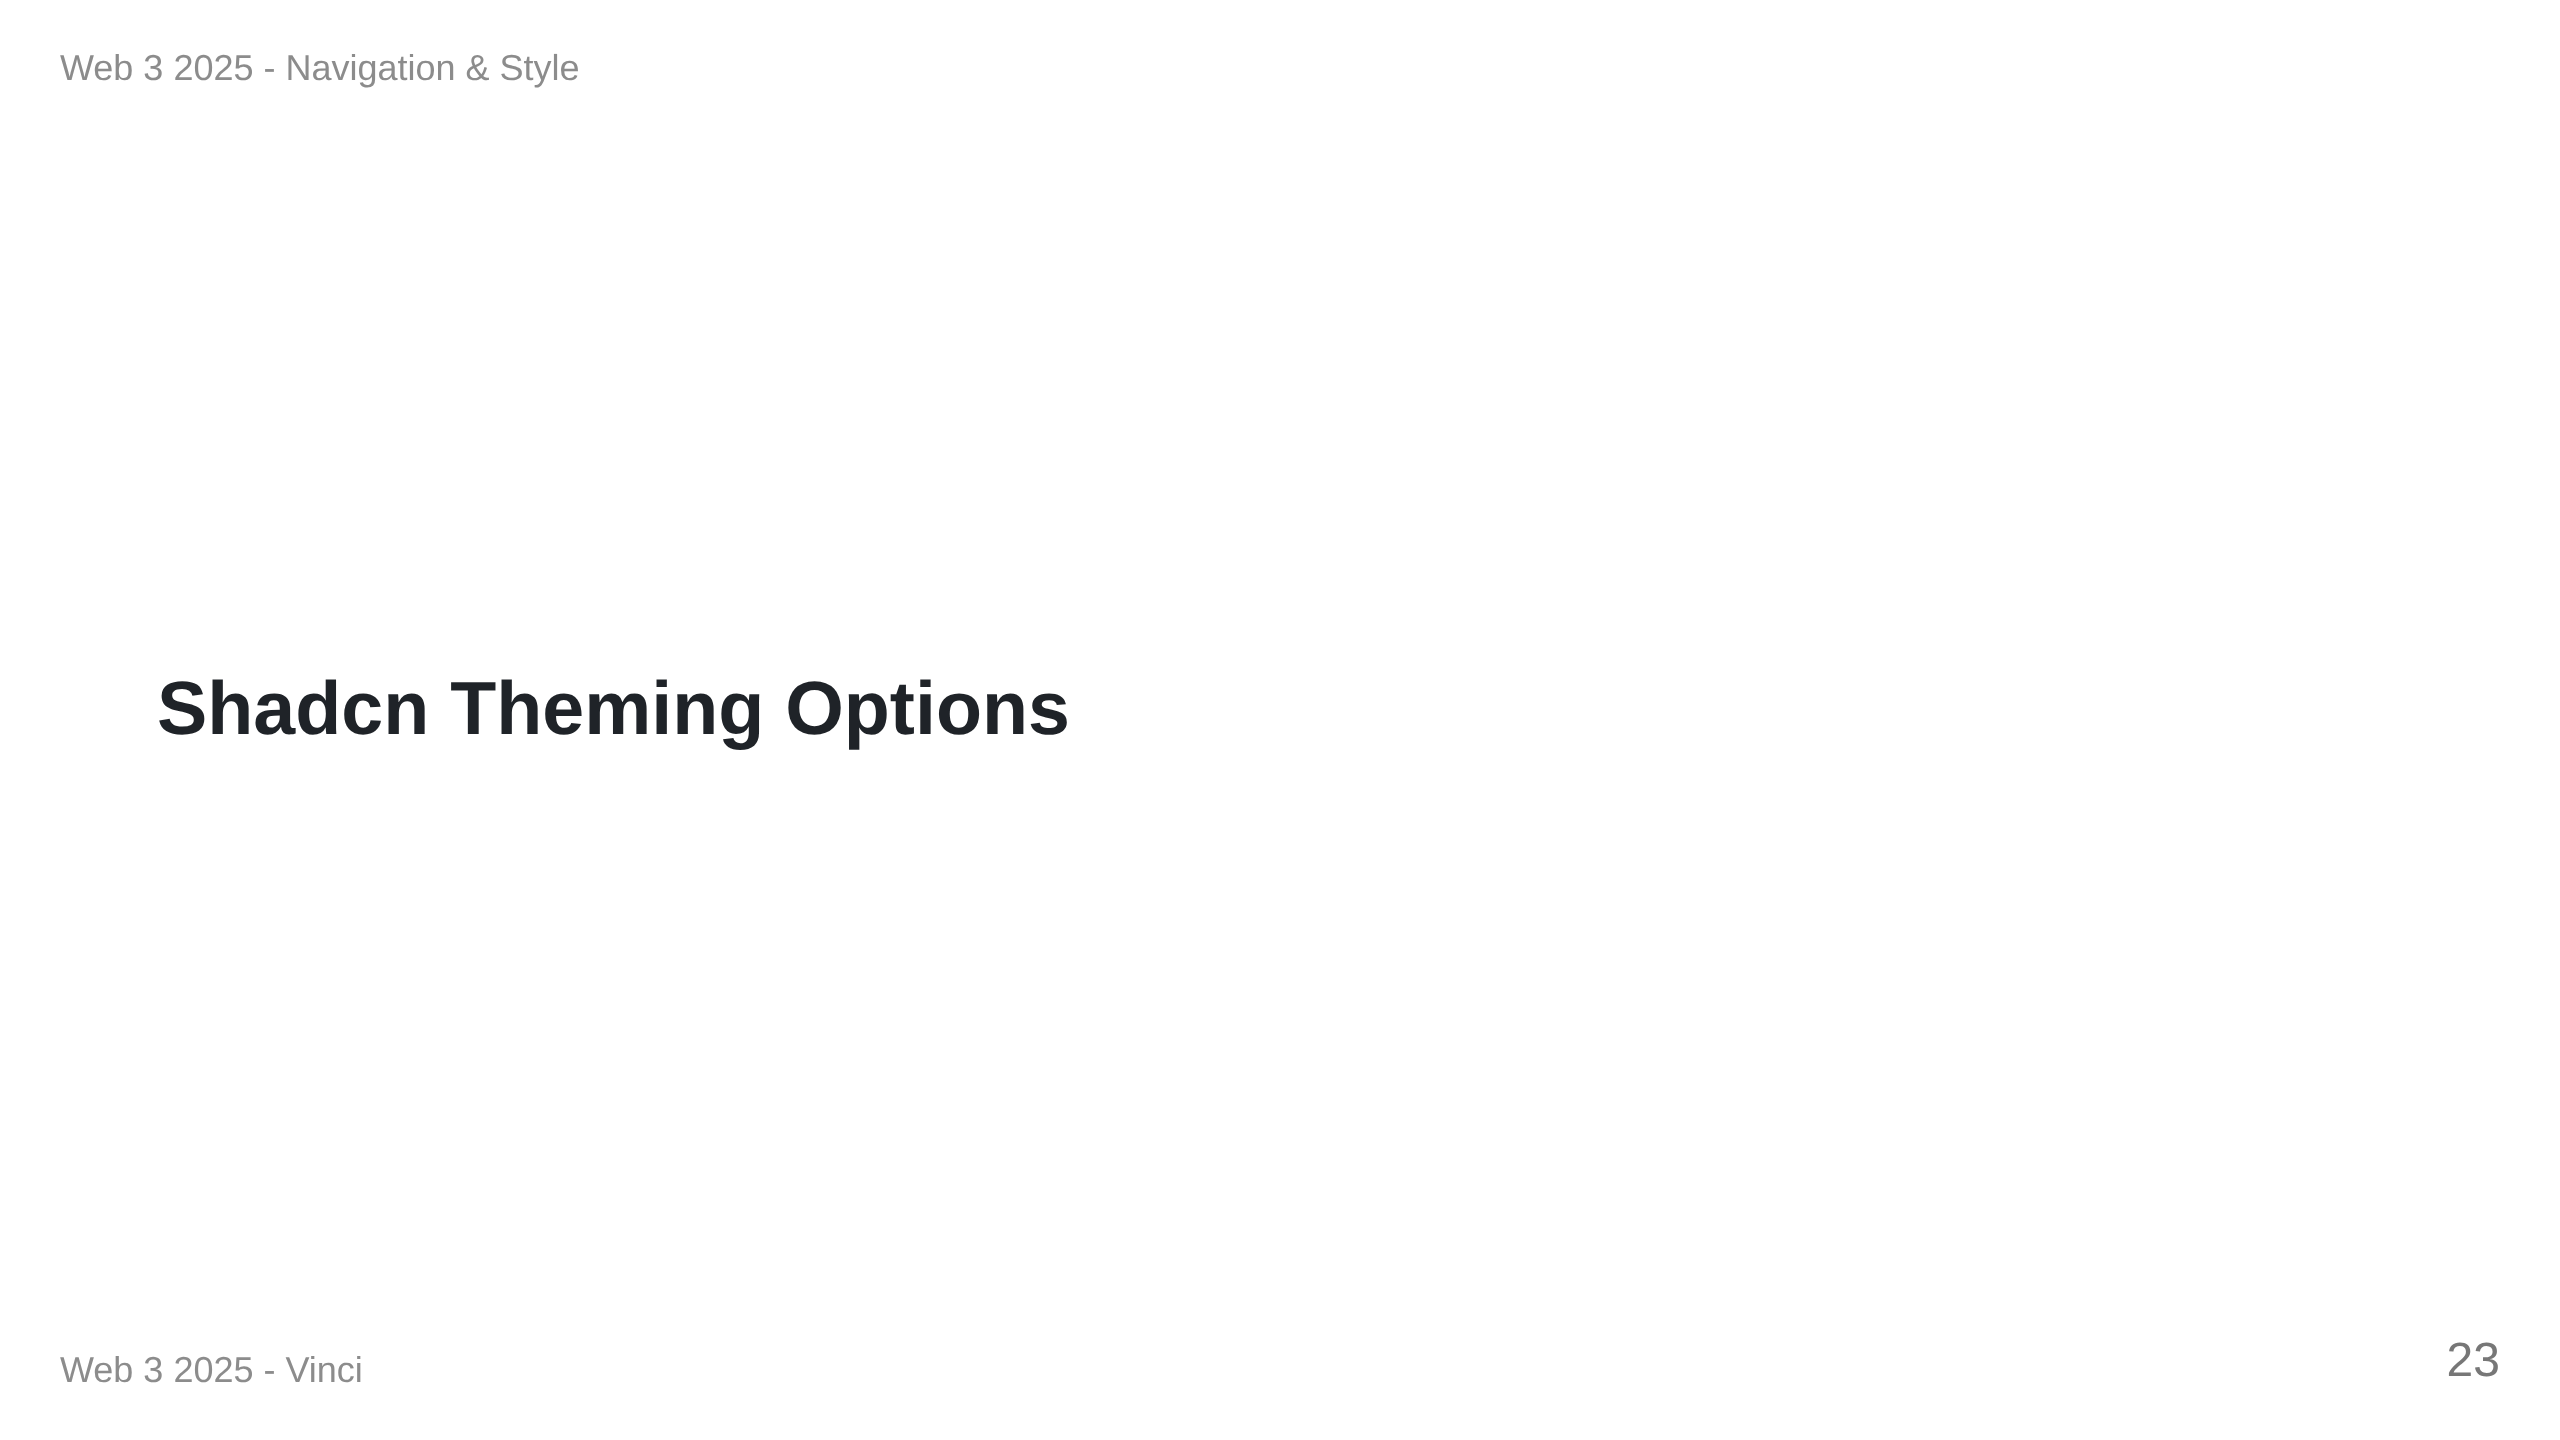 Web 3 2025 - Navigation & Style
Shadcn Theming Options
Web 3 2025 - Vinci
23